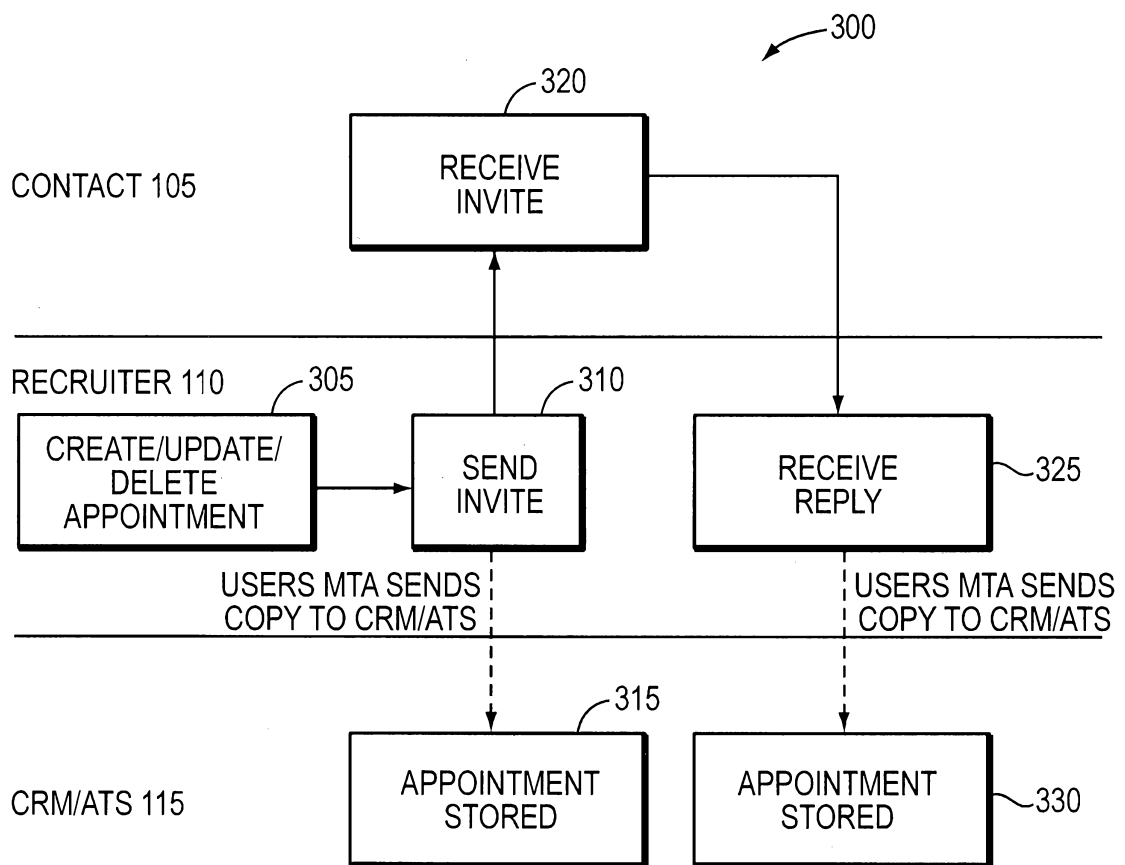 300
320
RECEIVE
INVITE
CONTACT 105
RECRUITER 110
305
310
CREATE/UPDATE/
DELETE
APPOINTMENT
SEND
INVITE
RECEIVE
REPLY
325
USERS MTA SENDS
COPY TO CRM/ATS
USERS MTA SENDS
COPY TO CRM/ATS
315
CRM/ATS 115
APPOINTMENT
STORED
APPOINTMENT
STORED
330